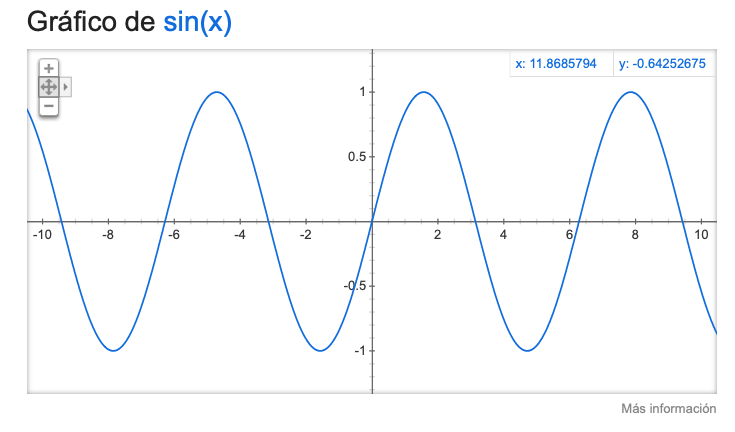 Gráfico de sin(x)
x: 11.8685794 y: -0.64252675
1
0.5
-10 -8 -6 -4 -2 2 4 6 8 10
-0.5
-1
Más información